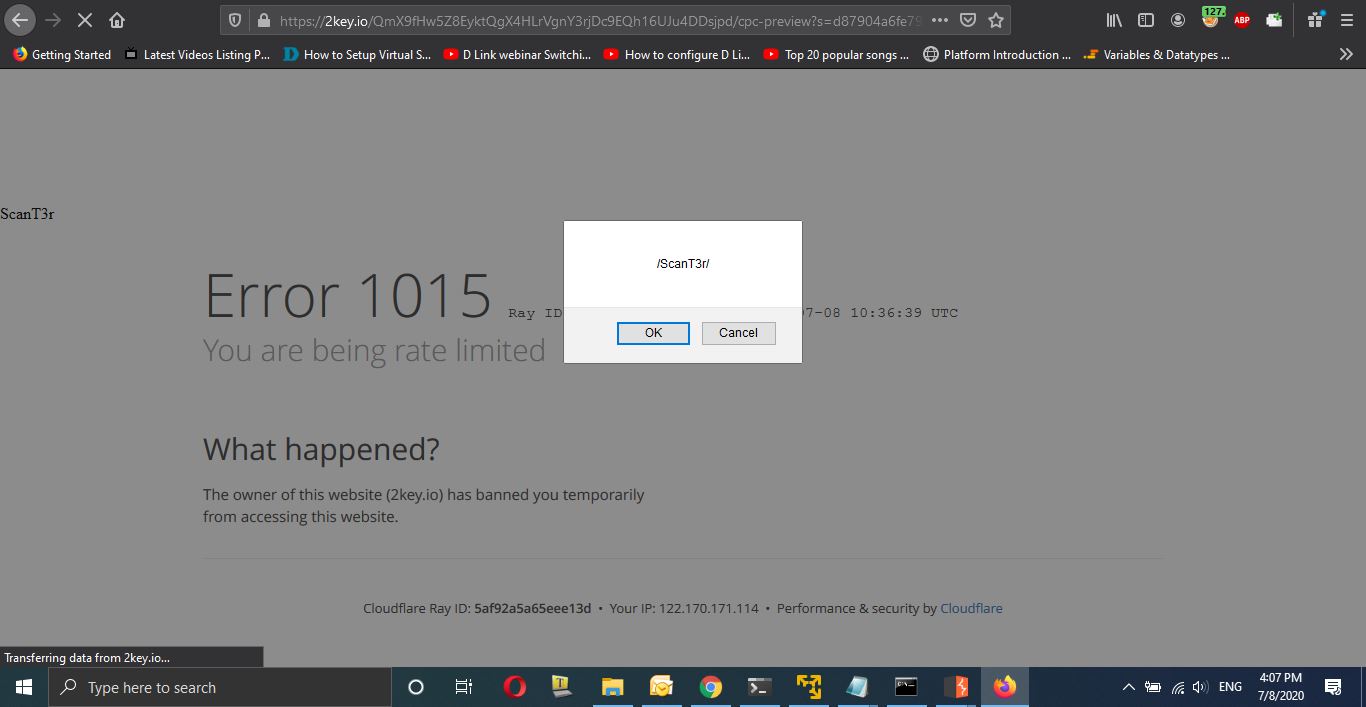 https://2key.io/QmX9fHw5Z8EyktQgX4HLrVgnY3rjDc9EQh16UJu4DDsjpd/cpc-preview?s=d87904a6fe79
127.
ABP
Getting Started
Latest Videos Listing P...
How to Setup Virtual S...
D Link webinar Switchi...
How to configure D Li...
Top 20 popular songs ...
Platform Introduction ...
Variables & Datatypes ...
ScanT3r
/ScanT3r/
OK Cancel
Error 1015 Ray ID 7-08 10:36:39 UTC
You are being rate limited
What happened?
The owner of this website (2key.io) has banned you temporarily
from accessing this website.
Cloudflare Ray ID: 5af92a5a65eee13d • Your IP: 122.170.171.114 • Performance & security by Cloudflare
Transferring data from 2key.io...
Type here to search
ENG
4:07 PM
7/8/2020